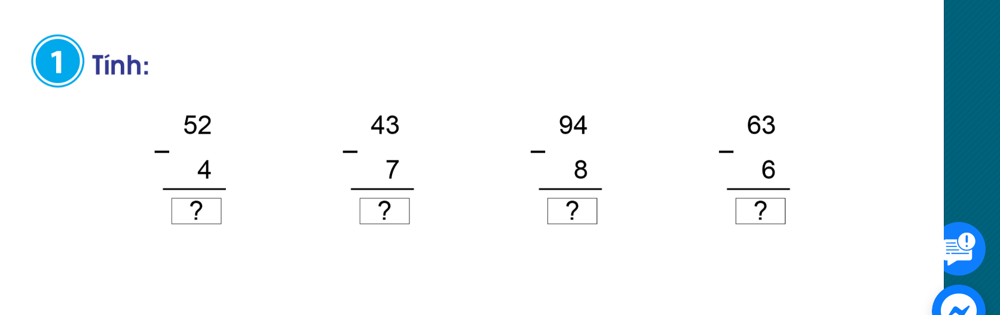 1 Tính:
52 43 94 63
– – – –
4 7 8 6
? ? ? ?